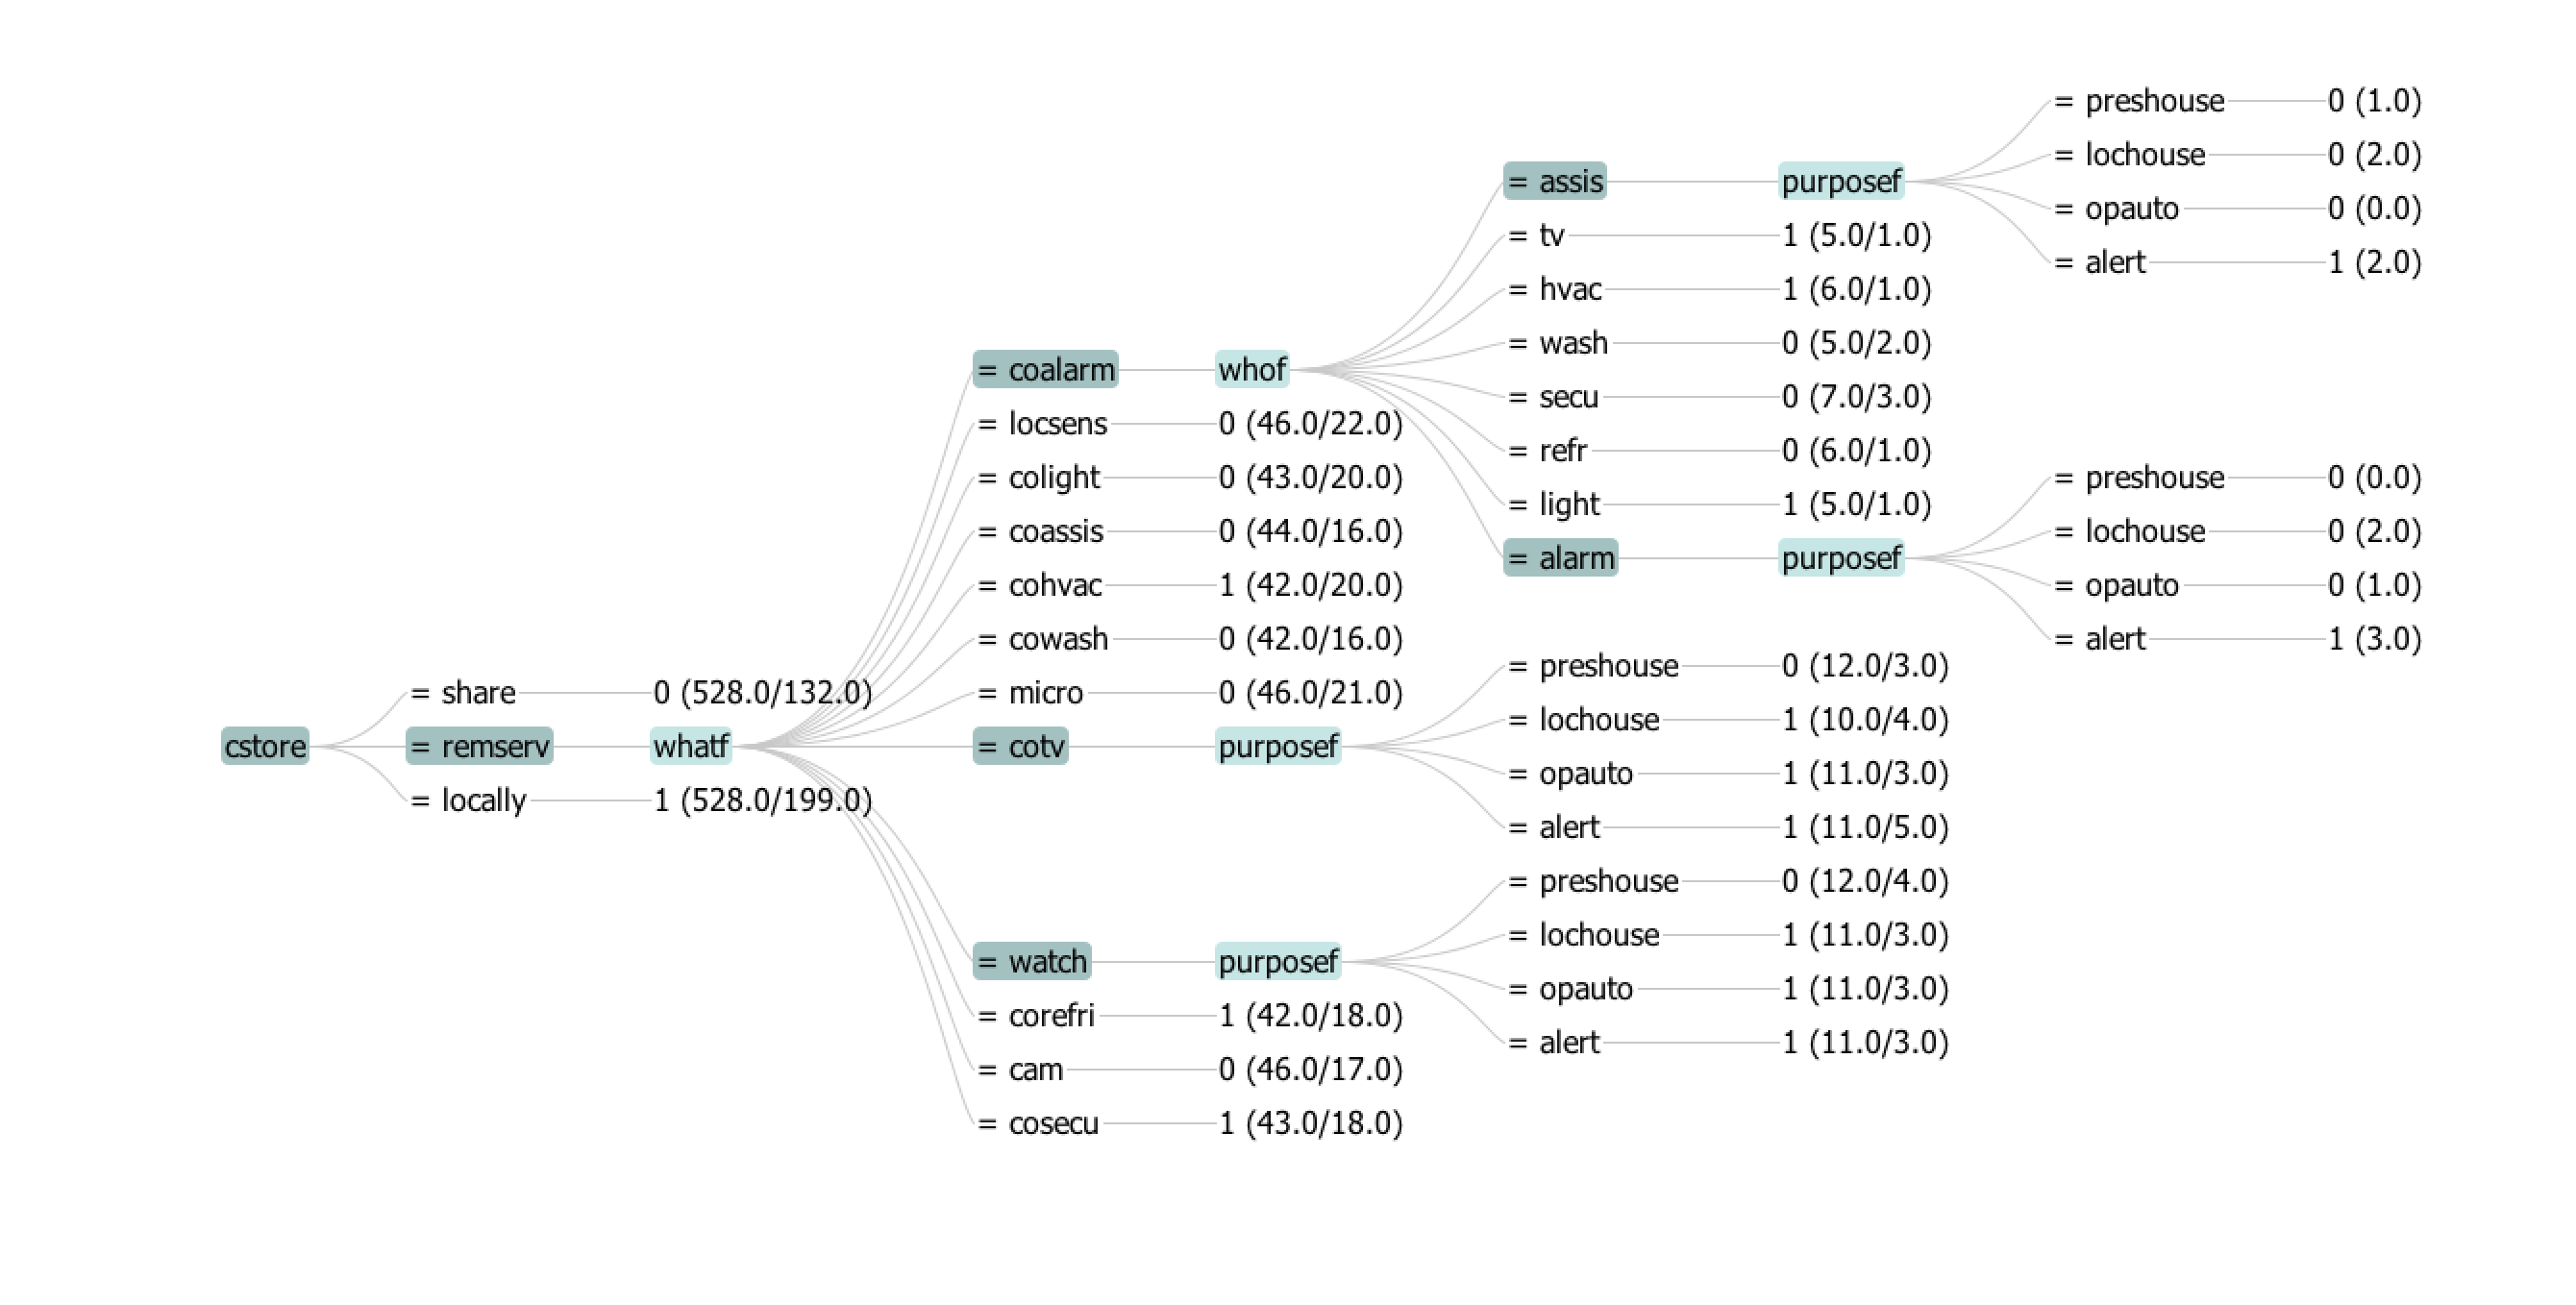 cstore
= share 0 (528.0/132.0)
= remserv whatf
= coalarm whof
= assis purposef
= preshouse 0 (1.0)
= lochouse 0 (2.0)
= opauto 0 (0.0)
= alert 1 (2.0)
= tv 1 (5.0/1.0)
= hvac 1 (6.0/1.0)
= wash 0 (5.0/2.0)
= secu 0 (7.0/3.0)
= refr 0 (6.0/1.0)
= light 1 (5.0/1.0)
= alarm purposef
= preshouse 0 (0.0)
= lochouse 0 (2.0)
= opauto 0 (1.0)
= alert 1 (3.0)
= locsens 0 (46.0/22.0)
= colight 0 (43.0/20.0)
= coassis 0 (44.0/16.0)
= cohvac 1 (42.0/20.0)
= cowash 0 (42.0/16.0)
= micro 0 (46.0/21.0)
= cotv purposef
= preshouse 0 (12.0/3.0)
= lochouse 1 (10.0/4.0)
= opauto 1 (11.0/3.0)
= alert 1 (11.0/5.0)
= watch purposef
= preshouse 0 (12.0/4.0)
= lochouse 1 (11.0/3.0)
= opauto 1 (11.0/3.0)
= alert 1 (11.0/3.0)
= corefri 1 (42.0/18.0)
= cam 0 (46.0/17.0)
= cosecu 1 (43.0/18.0)
= locally 1 (528.0/199.0)